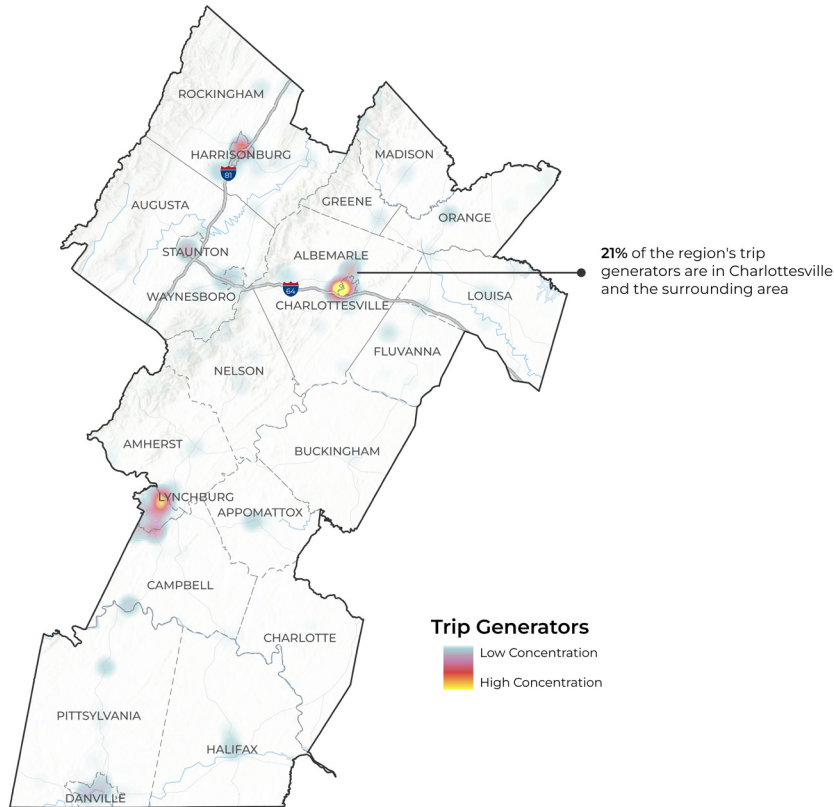 ROCKINGHAM
HARRISONBURG
81
MADISON
AUGUSTA
GREENE
ORANGE
STAUNTON
ALBEMARLE
21% of the region's trip
generators are in Charlottesville
and the surrounding area
WAYNESBORO
64
CHARLOTTESVILLE
LOUISA
FLUVANNA
NELSON
AMHERST
BUCKINGHAM
LYNCHBURG
APPOMATTOX
CAMPBELL
CHARLOTTE
Trip Generators
Low Concentration
High Concentration
PITTSYLVANIA
HALIFAX
DANVILLE